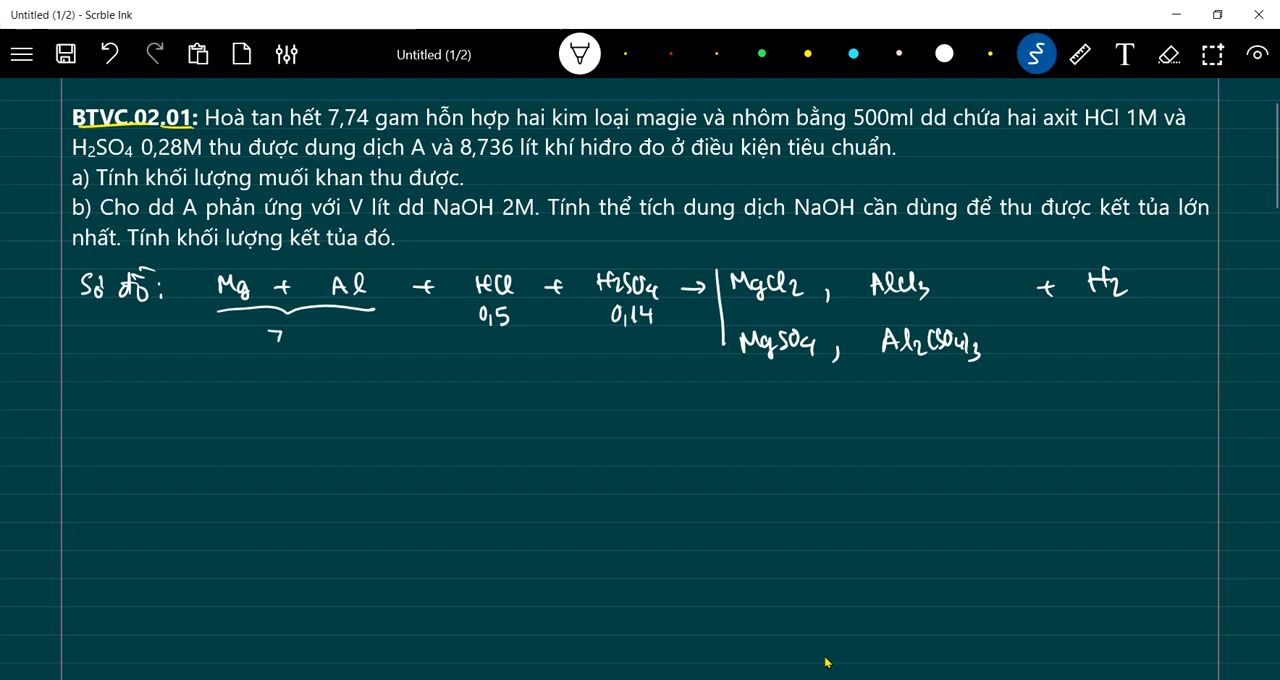 Untitled (1/2) - Scrble Ink
Untitled (1/2)
T
BTVC.02.01: Hoà tan hết 7,74 gam hỗn hợp hai kim loại magie và nhôm bằng 500ml dd chứa hai axit HCl 1M và
H₂SO₄ 0,28M thu được dung dịch A và 8,736 lít khí hiđro đo ở điều kiện tiêu chuẩn.
a) Tính khối lượng muối khan thu được.
b) Cho dd A phản ứng với V lít dd NaOH 2M. Tính thể tích dung dịch NaOH cần dùng để thu được kết tủa lớn
nhất. Tính khối lượng kết tủa đó.
Sơ đồ: Mg + Al + HCl + H₂SO₄ → MgCl₂, AlCl₃ + H₂
0,5 0,14
7
MgSO₄, Al₂(SO₄)₃